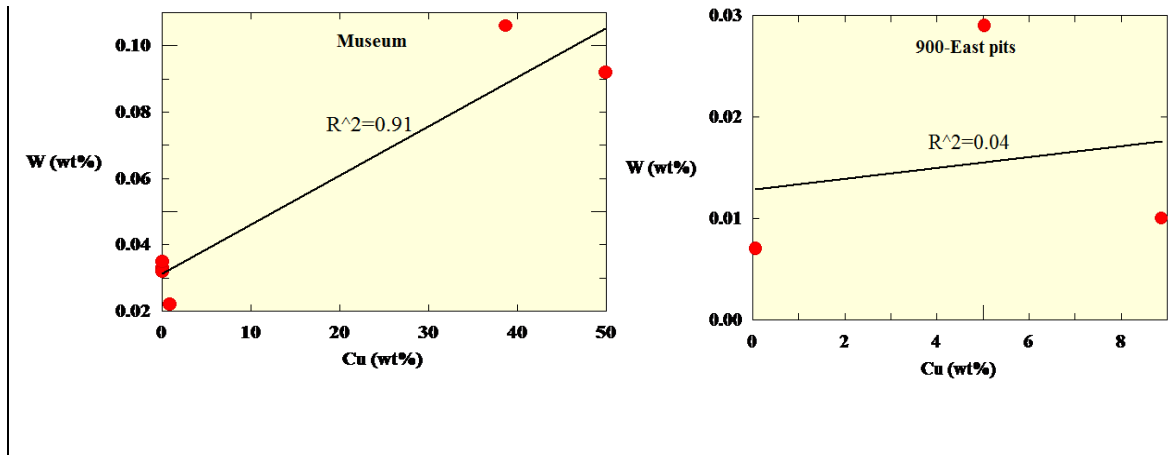 Museum
R^2=0.91
W (wt%)
0.10
0.08
0.06
0.04
0.02
0 10 20 30 40 50
Cu (wt%)
900-East pits
R^2=0.04
W (wt%)
0.03
0.02
0.01
0.00
0 2 4 6 8
Cu (wt%)